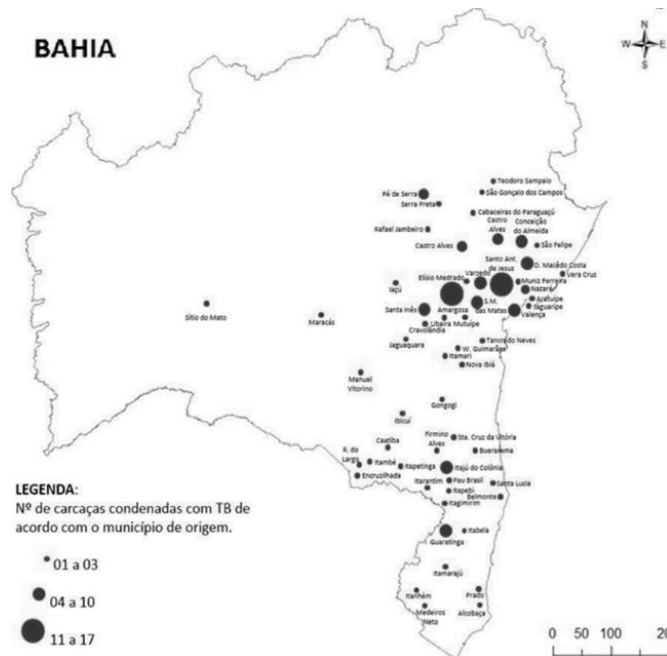 BAHIA
N
W E
S
Teodoro Sampaio
Pé de Serra
São Gonçalo dos Campos
Serra Preta
Cabaceiras do Paraguaçú
Castro
Alves
Conceição
do Almeida
Rafael Jambeiro
Castro Alves
São Felipe
Santo Ant.
de Jesus
D. Macêdo Costa
Varzedo
Elísio Medrado
Vera Cruz
Muniz Ferreira
Nazaré
Iaçú
Aratuípe
Jaguaripe
Sítio do Mato
Santa Inês
Amargosa
S.M.
das Matas
Valença
Maracás
Ubaíra
Mutuípe
Cravolândia
Jaguaquara
Tancredo Neves
W. Guimarães
Itamari
Nova Ibiá
Manuel
Vitorino
Gongogi
Ibicuí
Firmino
Alves
Sta. Cruz da Vitória
Caatiba
Buerarema
R. do
Largo
Itambé
Itapetinga
Itajú do Colônia
Encruzilhada
Pau Brasil
Santa Luzia
Itarantim
Itapebi
Belmonte
Itagimirim
Guaratinga
Itabela
Itamarajú
Itanhém
Prado
Medeiros
Neto
Alcobaça
LEGENDA:
Nº de carcaças condenadas com TB de
acordo com o município de origem.
01 a 03
04 a 10
11 a 17
0 50 100 20